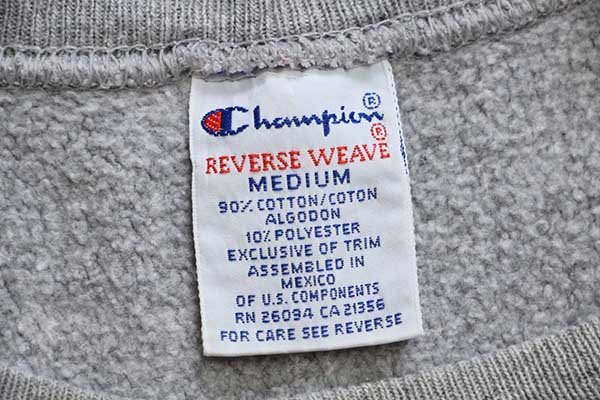 Champion®
REVERSE WEAVE®
MEDIUM
90% COTTON/COTON
ALGODON
10% POLYESTER
EXCLUSIVE OF TRIM
ASSEMBLED IN
MEXICO
OF U.S. COMPONENTS
RN 26094 CA 21356
FOR CARE SEE REVERSE